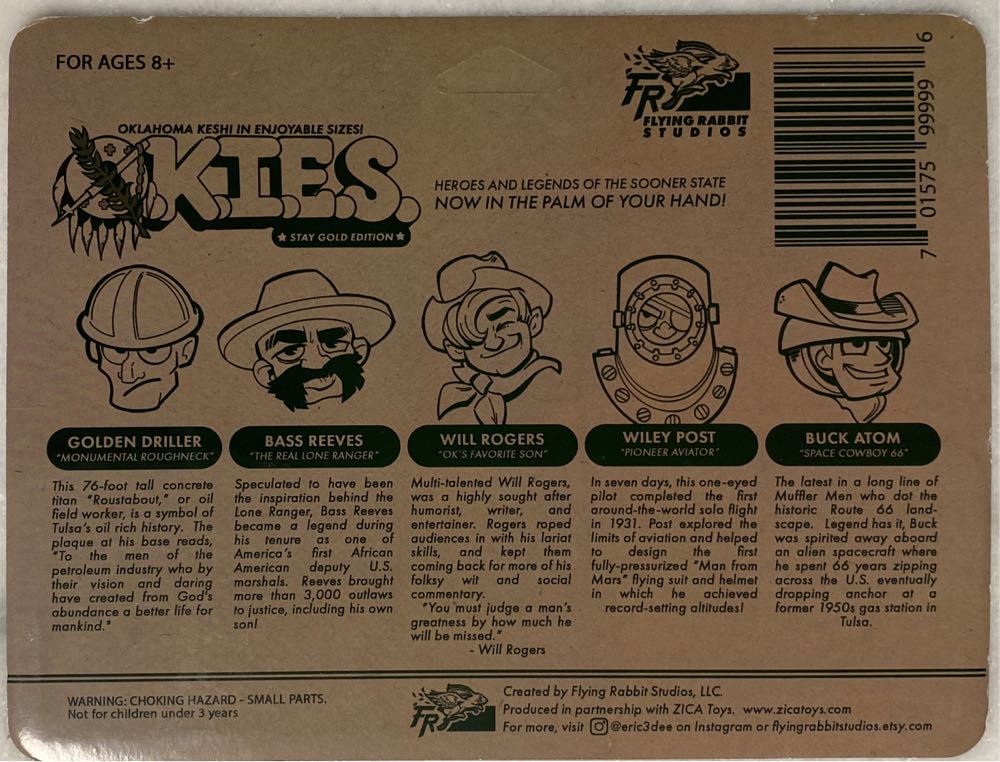 FOR AGES 8+
FR
FLYING RABBIT
STUDIOS
7 01575 99999 6
OKLAHOMA KESHI IN ENJOYABLE SIZES!
O.K.I.E.S.
★ STAY GOLD EDITION ★
HEROES AND LEGENDS OF THE SOONER STATE
NOW IN THE PALM OF YOUR HAND!
GOLDEN DRILLER
"MONUMENTAL ROUGHNECK"
This 76-foot tall concrete
titan "Roustabout," or oil
field worker, is a symbol of
Tulsa's oil rich history. The
plaque at his base reads,
"To the men of the
petroleum industry who by
their vision and daring
have created from God's
abundance a better life for
mankind."
BASS REEVES
"THE REAL LONE RANGER"
Speculated to have been
the inspiration behind the
Lone Ranger, Bass Reeves
became a legend during
his tenure as one of
America's first African
American deputy U.S.
marshals. Reeves brought
more than 3,000 outlaws
to justice, including his own
son!
WILL ROGERS
"OK'S FAVORITE SON"
Multi-talented Will Rogers,
was a highly sought after
humorist, writer, and
entertainer. Rogers roped
audiences in with his lariat
skills, and kept them
coming back for more of his
folksy wit and social
commentary.
"You must judge a man's
greatness by how much he
will be missed."
- Will Rogers
WILEY POST
"PIONEER AVIATOR"
In seven days, this one-eyed
pilot completed the first
around-the-world solo flight
in 1931. Post explored the
limits of aviation and helped
to design the first
fully-pressurized "Man from
Mars" flying suit and helmet
in which he achieved
record-setting altitudes!
BUCK ATOM
"SPACE COWBOY 66"
The latest in a long line of
Muffler Men who dot the
historic Route 66 land-
scape. Legend has it, Buck
was spirited away aboard
an alien spacecraft where
he spent 66 years zipping
across the U.S. eventually
dropping anchor at a
former 1950s gas station in
Tulsa.
WARNING: CHOKING HAZARD - SMALL PARTS.
Not for children under 3 years
FR
Created by Flying Rabbit Studios, LLC.
Produced in partnership with ZICA Toys. www.zicatoys.com
For more, visit @eric3dee on Instagram or flyingrabbitstudios.etsy.com